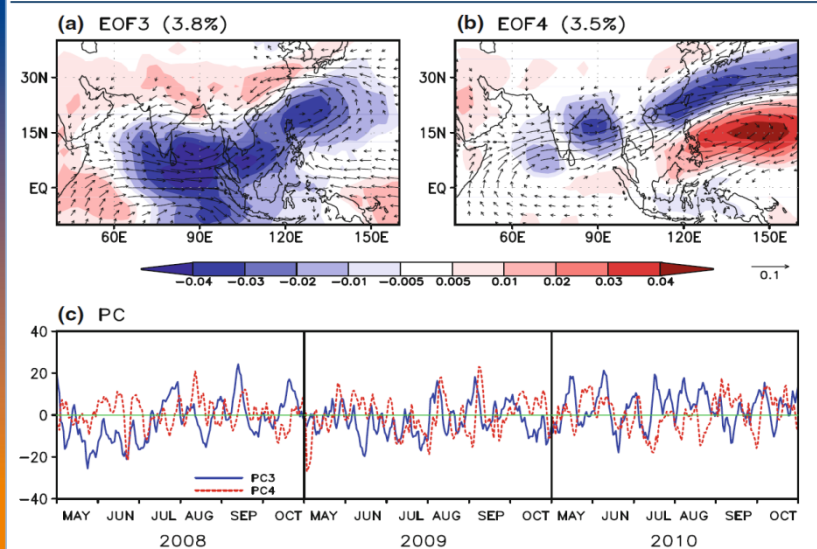 (a) EOF3 (3.8%)
(b) EOF4 (3.5%)
30N
15N
EQ
60E 90E 120E 150E
30N
15N
EQ
60E 90E 120E 150E
-0.04 -0.03 -0.02 -0.01 -0.005 0.005 0.01 0.02 0.03 0.04
0.1
(c) PC
40
20
0
-20
-40
PC3
PC4
MAY JUN JUL AUG SEP OCT MAY JUN JUL AUG SEP OCT MAY JUN JUL AUG SEP OCT
2008 2009 2010